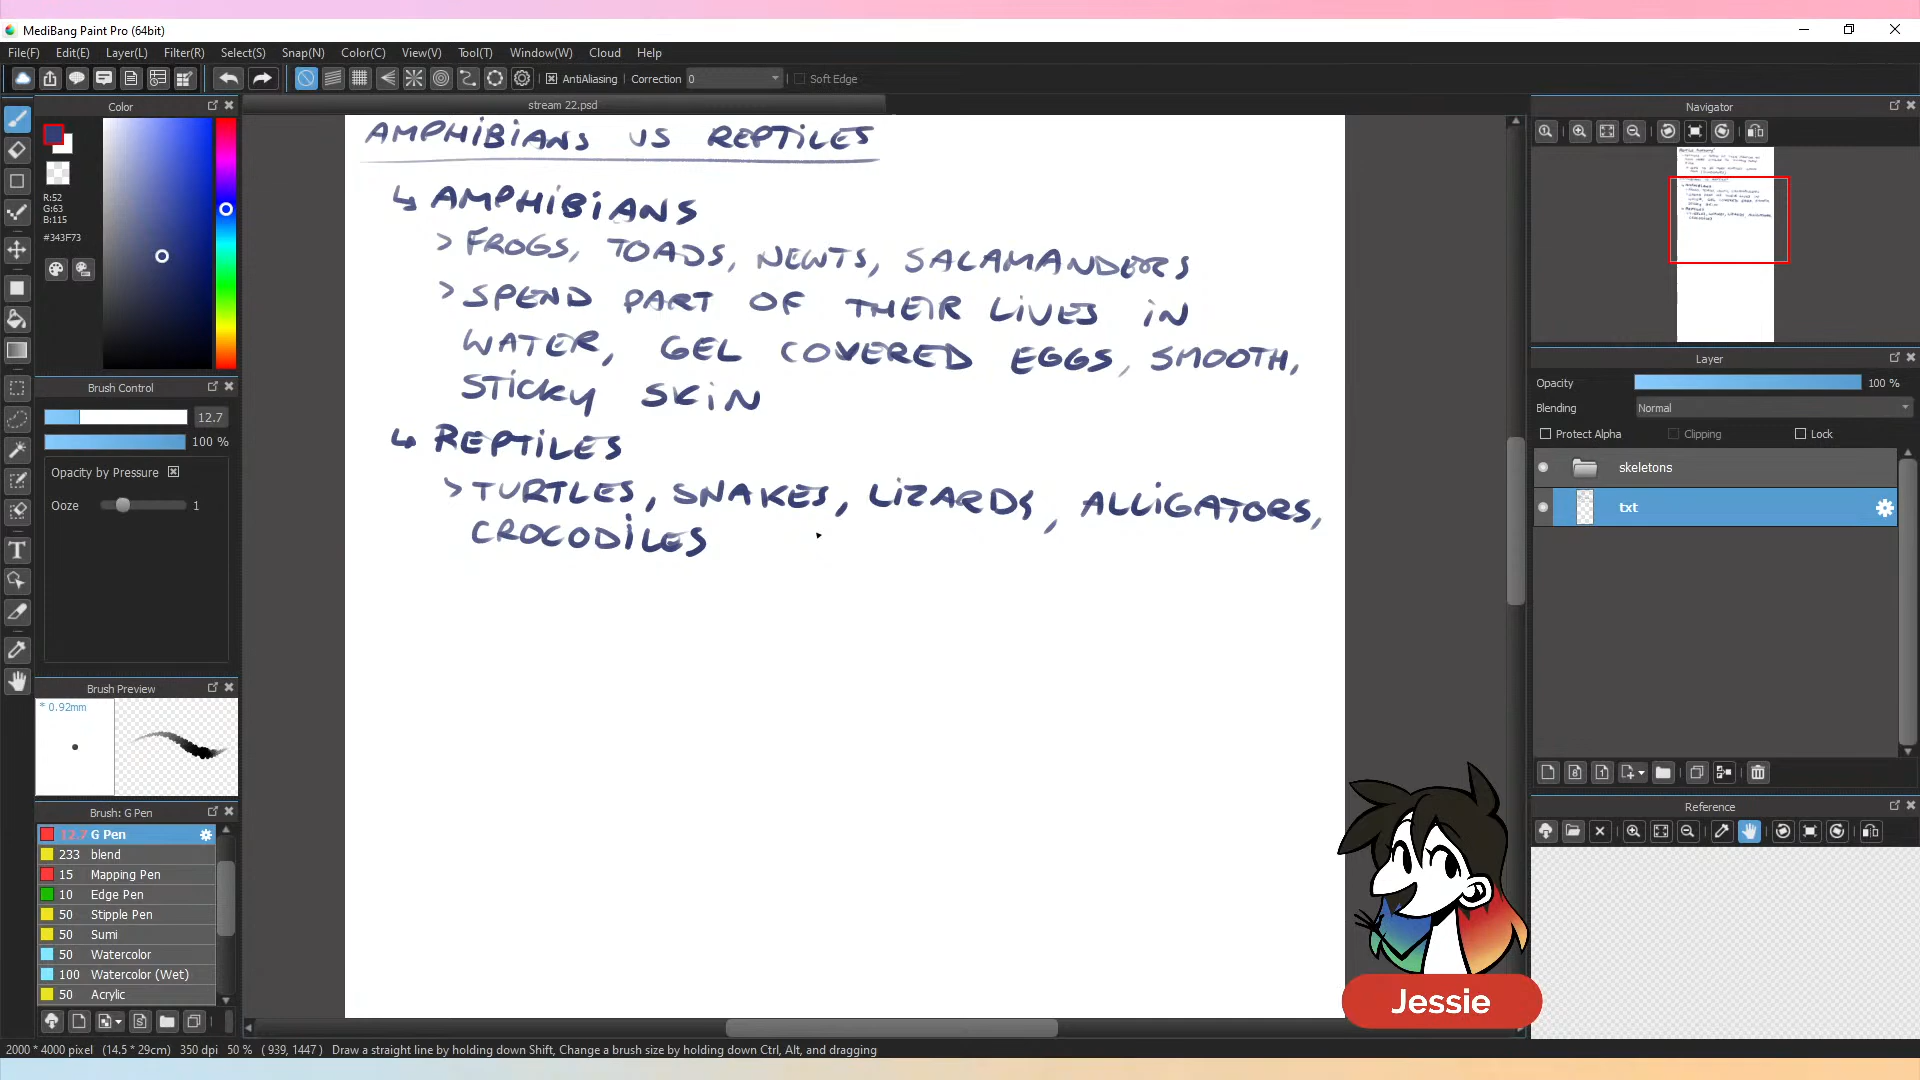 MediBang Paint Pro (64bit)
File(F) Edit(E) Layer(L) Filter(R) Select(S) Snap(N) Color(C) View(V) Tool(T) Window(W) Cloud Help
AntiAliasing Correction 0 Soft Edge
Color
stream 22.psd
Navigator
R:52
G:63
B:115
#343F73
Brush Control
12.7
100 %
Opacity by Pressure
Ooze 1
Brush Preview
* 0.92mm
Brush: G Pen
12.7 G Pen
233 blend
15 Mapping Pen
10 Edge Pen
50 Stipple Pen
50 Sumi
50 Watercolor
100 Watercolor (Wet)
50 Acrylic
AMPHIBIANS VS REPTILES
↳ AMPHIBIANS
> FROGS, TOADS, NEWTS, SALAMANDERS
> SPEND PART OF THEIR LIVES IN
WATER, GEL COVERED EGGS, SMOOTH,
STICKY SKIN
↳ REPTILES
> TURTLES, SNAKES, LIZARDS, ALLIGATORS,
CROCODILES
Layer
Opacity 100 %
Blending Normal
Protect Alpha Clipping Lock
skeletons
txt
Reference
Jessie
2000 * 4000 pixel (14.5 * 29cm) 350 dpi 50 % ( 939, 1447 ) Draw a straight line by holding down Shift, Change a brush size by holding down Ctrl, Alt, and dragging